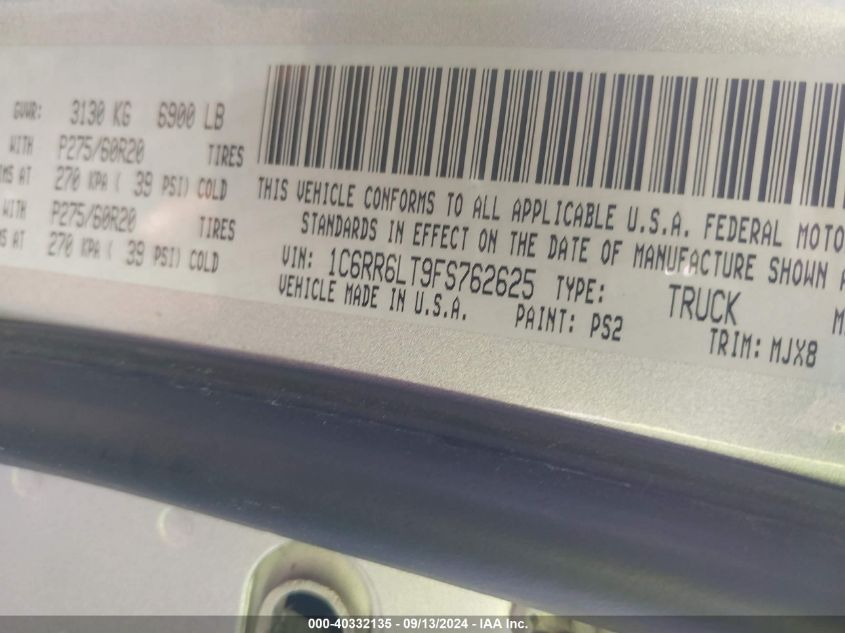 GVWR: 3130 KG 6900 LB
WITH P275/60R20 TIRES
MS AT 270 KPA ( 39 PSI) COLD
WITH P275/60R20 TIRES
MS AT 270 KPA ( 39 PSI) COLD
THIS VEHICLE CONFORMS TO ALL APPLICABLE U.S.A. FEDERAL MOTO
STANDARDS IN EFFECT ON THE DATE OF MANUFACTURE SHOWN A
VIN: 1C6RR6LT9FS762625 TYPE: TRUCK M
VEHICLE MADE IN U.S.A. PAINT: PS2 TRIM: MJX8
000-40332135 - 09/13/2024 - IAA Inc.